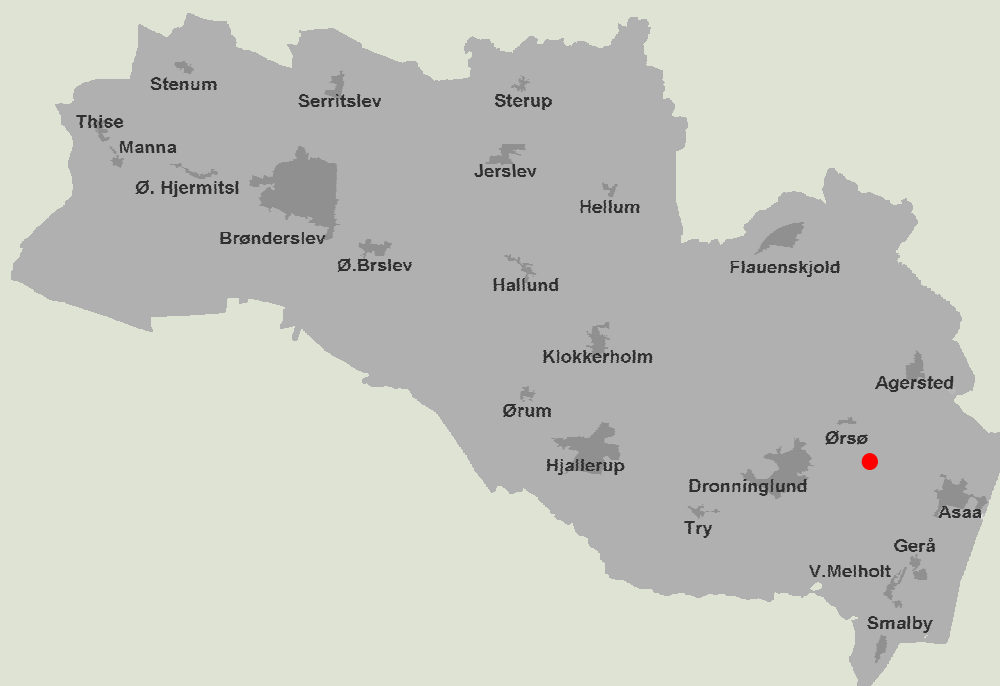 Stenum
Serritslev
Sterup
Thise
Manna
Jerslev
Ø. Hjermitsl
Hellum
Brønderslev
Ø.Brslev
Flauenskjold
Hallund
Klokkerholm
Agersted
Ørum
Ørsø
Hjallerup
Dronninglund
Asaa
Try
Gerå
V.Melholt
Smalby